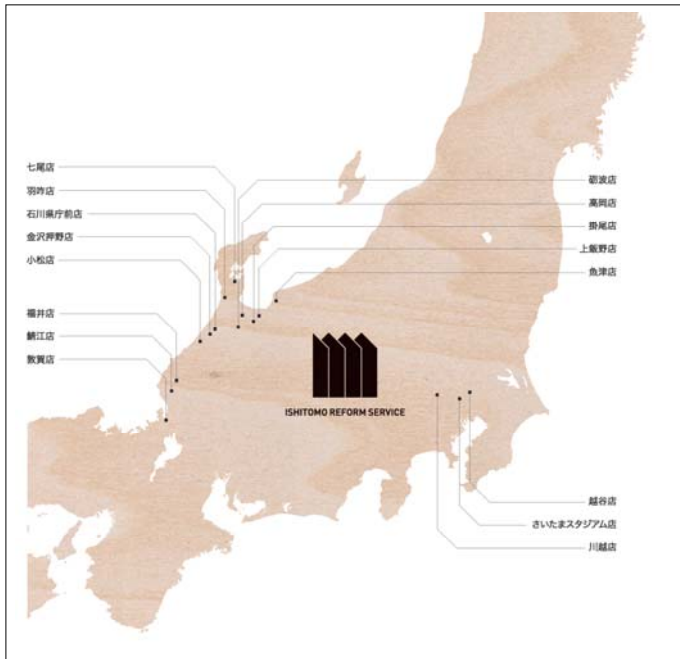 七尾店
羽咋店
石川県庁前店
金沢押野店
小松店
福井店
鯖江店
敦賀店
砺波店
高岡店
掛尾店
上飯野店
魚津店
ISHITOMO REFORM SERVICE
越谷店
さいたまスタジアム店
川越店